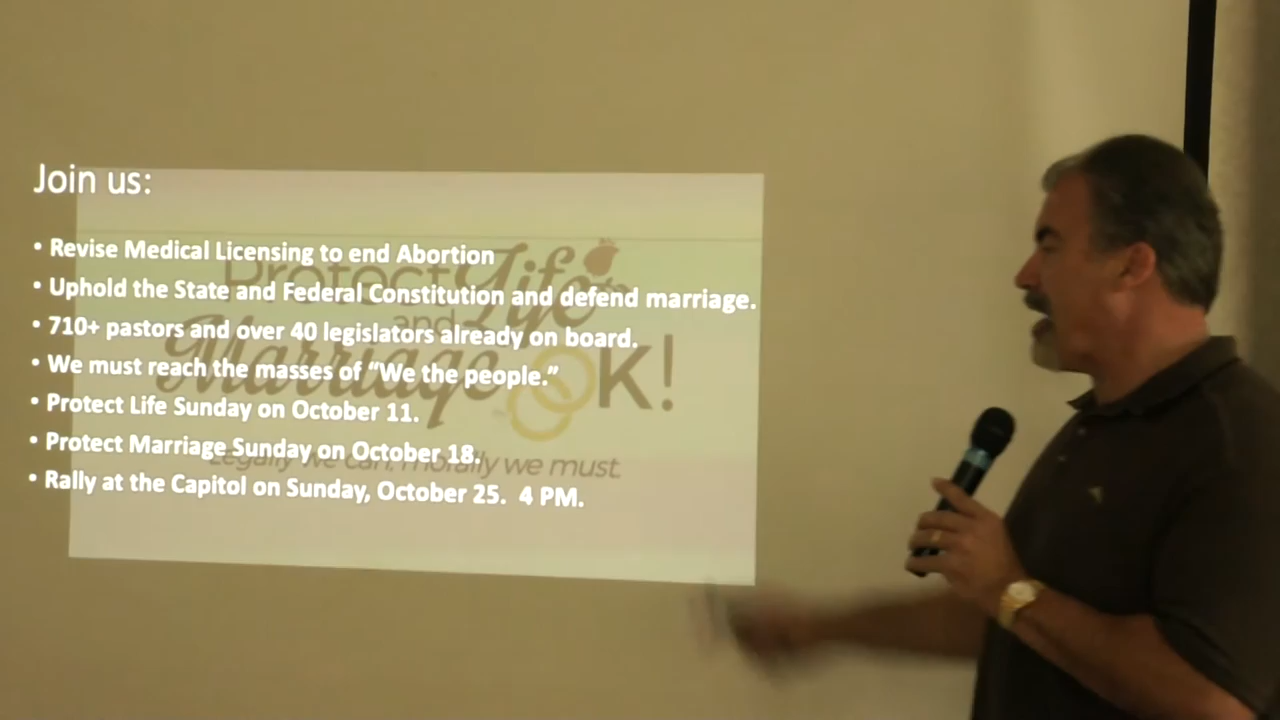 Join us:
• Revise Medical Licensing to end Abortion
• Uphold the State and Federal Constitution and defend marriage.
• 710+ pastors and over 40 legislators already on board.
• We must reach the masses of “We the people.”
• Protect Life Sunday on October 11.
• Protect Marriage Sunday on October 18.
• Rally at the Capitol on Sunday, October 25. 4 PM.
Protect Life
and
Marriage OK!
Legally we can, morally we must.